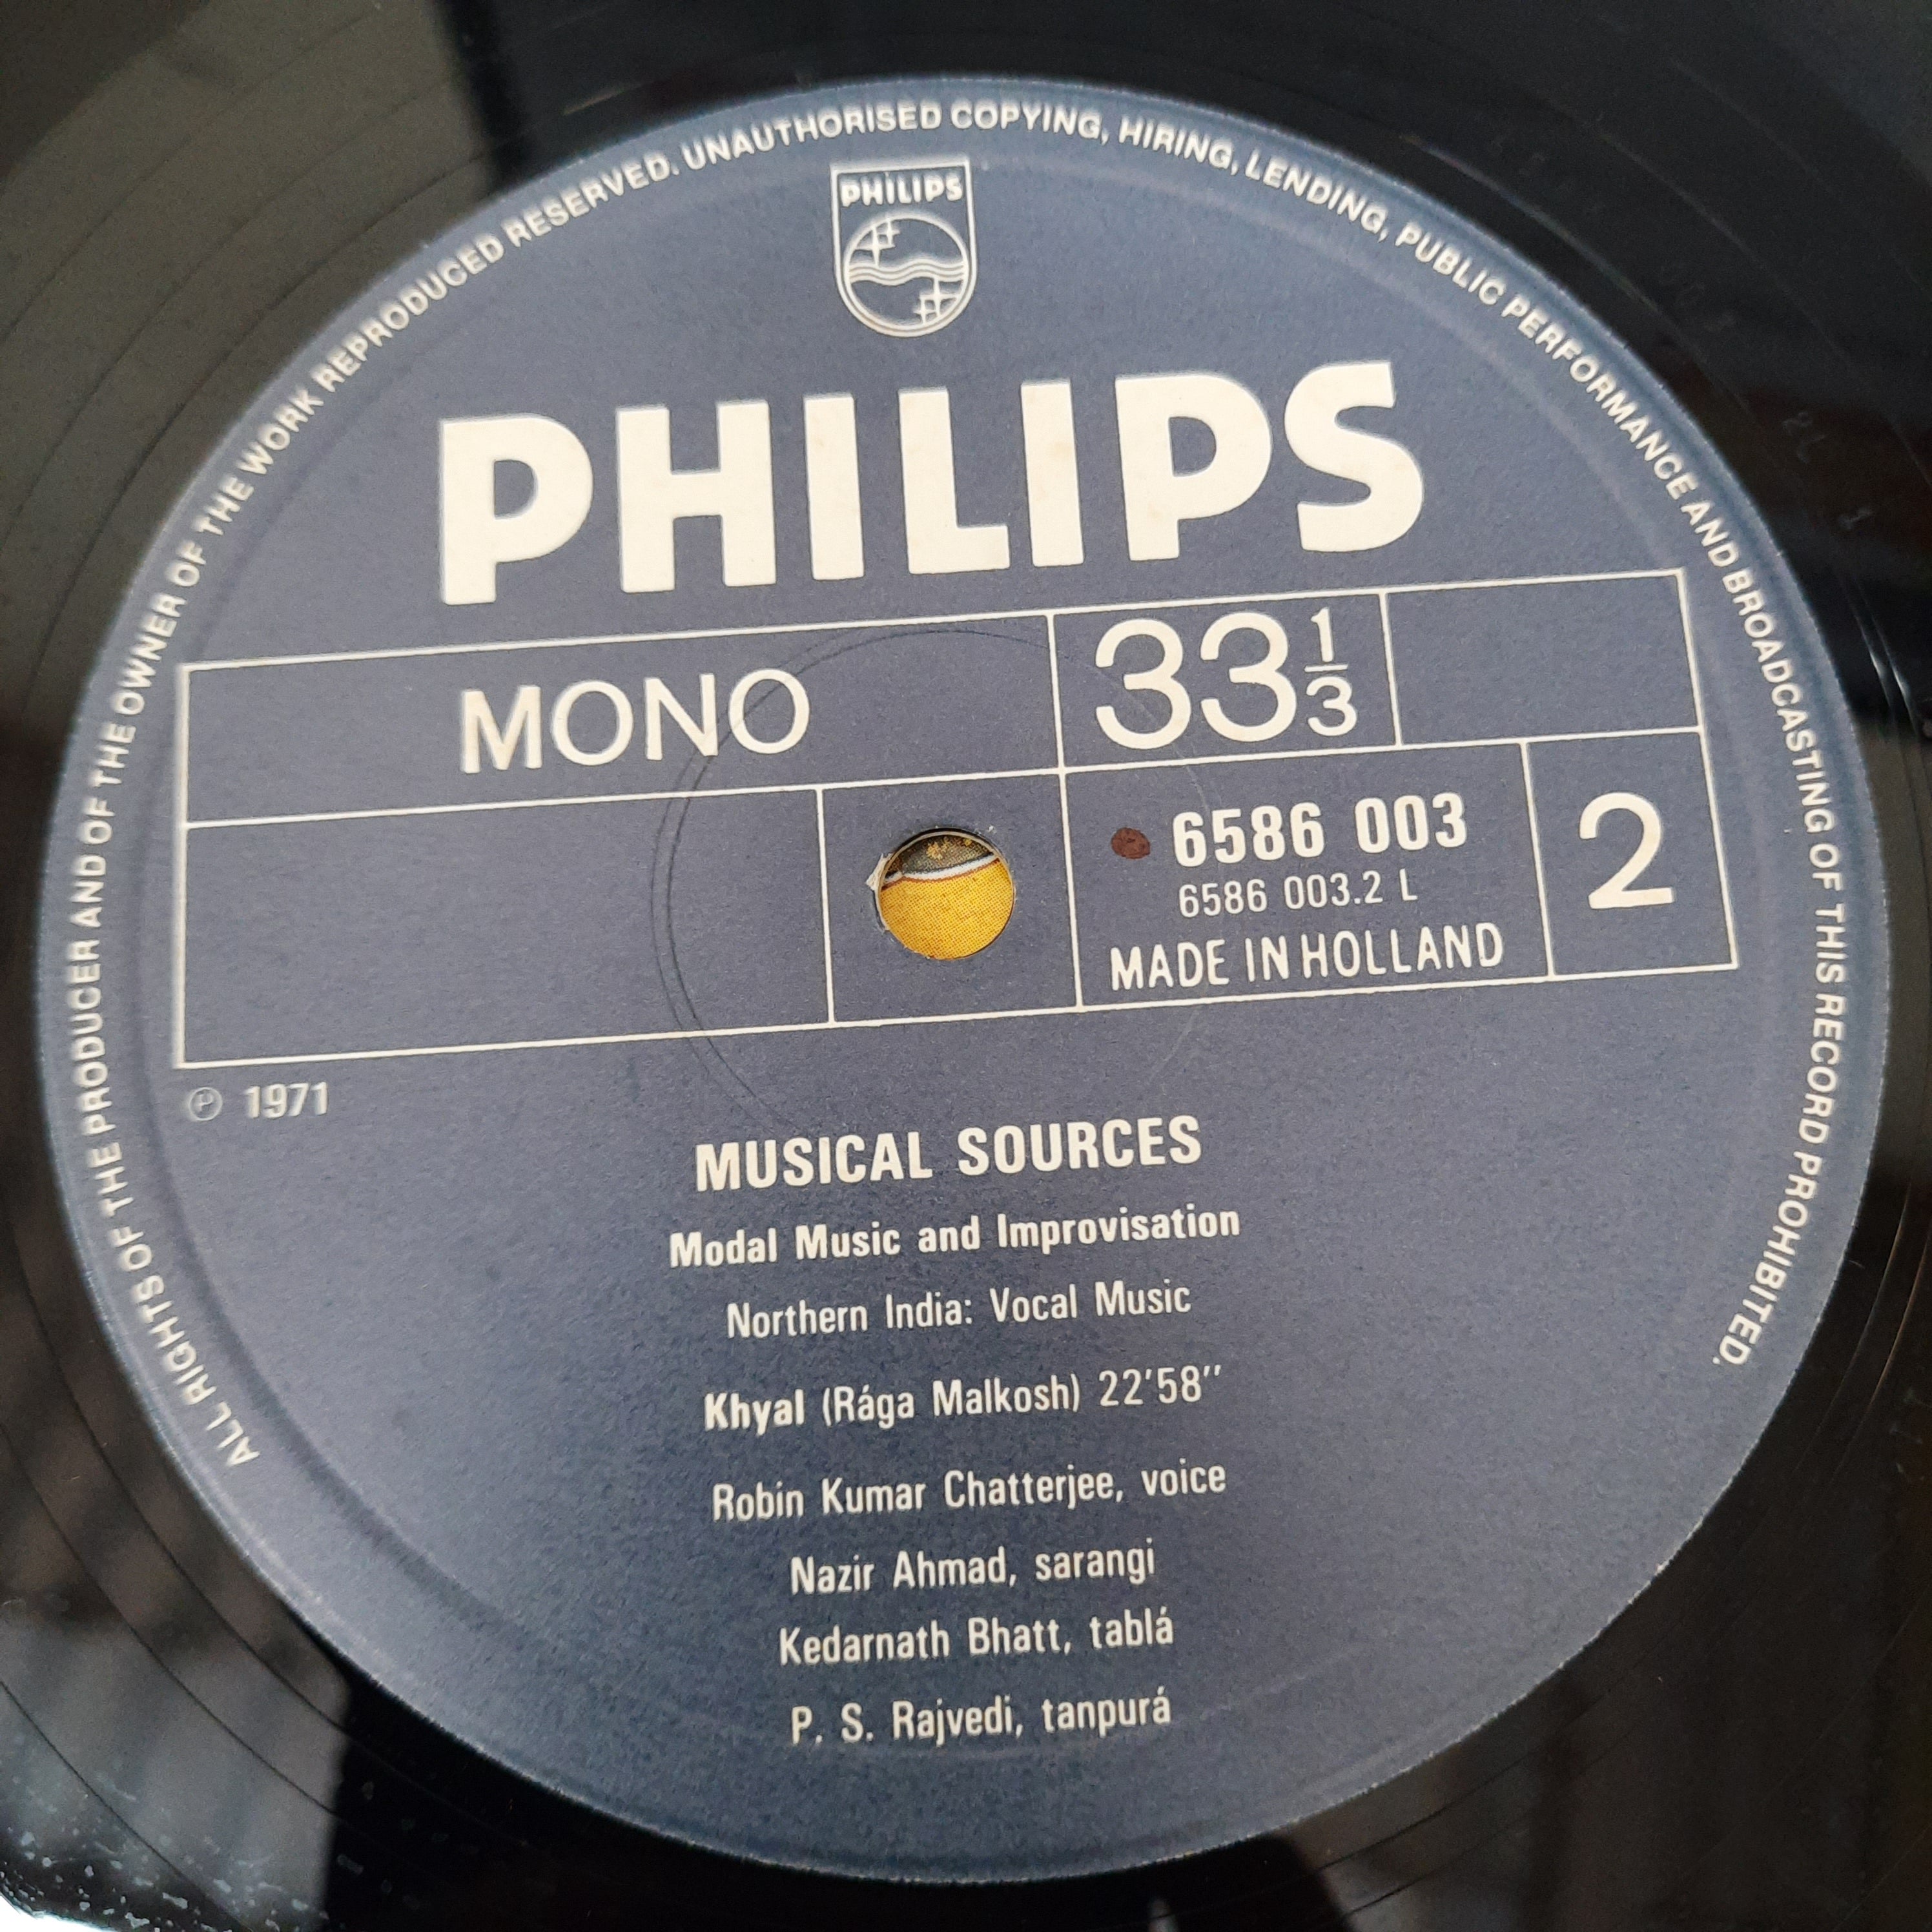 ALL RIGHTS OF THE PRODUCER AND OF THE OWNER OF THE WORK REPRODUCED RESERVED. UNAUTHORISED COPYING, HIRING, LENDING, PUBLIC PERFORMANCE AND BROADCASTING OF THIS RECORD PROHIBITED.
PHILIPS
PHILIPS
MONO
33 1/3
6586 003
6586 003.2 L
MADE IN HOLLAND
2
℗ 1971
MUSICAL SOURCES
Modal Music and Improvisation
Northern India: Vocal Music
Khyal (Rága Malkosh) 22'58''
Robin Kumar Chatterjee, voice
Nazir Ahmad, sarangi
Kedarnath Bhatt, tablá
P. S. Rajvedi, tanpurá